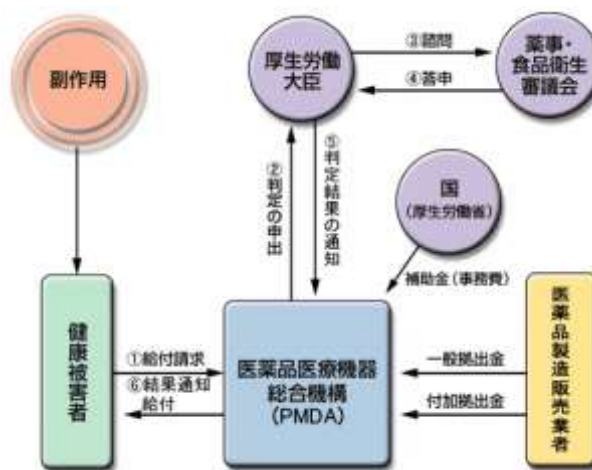 副作用
厚生労働
大臣
③諮問
④答申
薬事・
食品衛生
審議会
②判定の申出
⑤判定結果の通知
国
(厚生労働省)
補助金(事務費)
健康被害者
①給付請求
⑥結果通知
給付
医薬品医療機器
総合機構
(PMDA)
一般拠出金
付加拠出金
医薬品製造販売業者